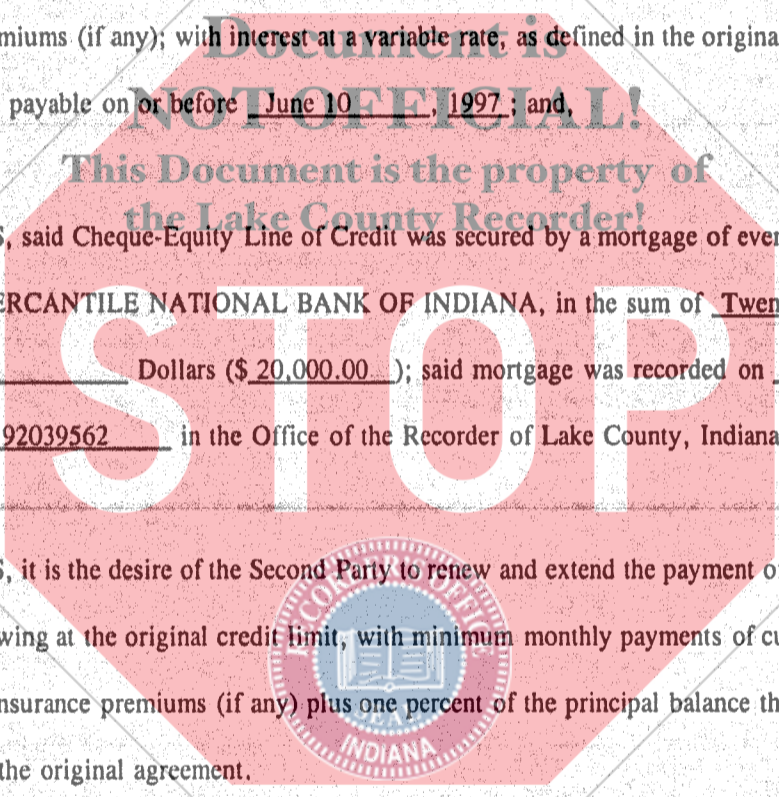 Document is
miums (if any); with interest at a variable rate, as defined in the origina
NOT OFFICIAL!
payable on or before June 10, 1997; and,
This Document is the property of
the Lake County Recorder!
S, said Cheque-Equity Line of Credit was secured by a mortgage of ever
ERCANTILE NATIONAL BANK OF INDIANA, in the sum of Twen
Dollars ($ 20,000.00 ); said mortgage was recorded on
92039562 in the Office of the Recorder of Lake County, Indiana
STOP
S, it is the desire of the Second Party to renew and extend the payment o
wing at the original credit limit, with minimum monthly payments of cu
nsurance premiums (if any) plus one percent of the principal balance th
the original agreement.
RECORDER'S OFFICE
SEAL
INDIANA